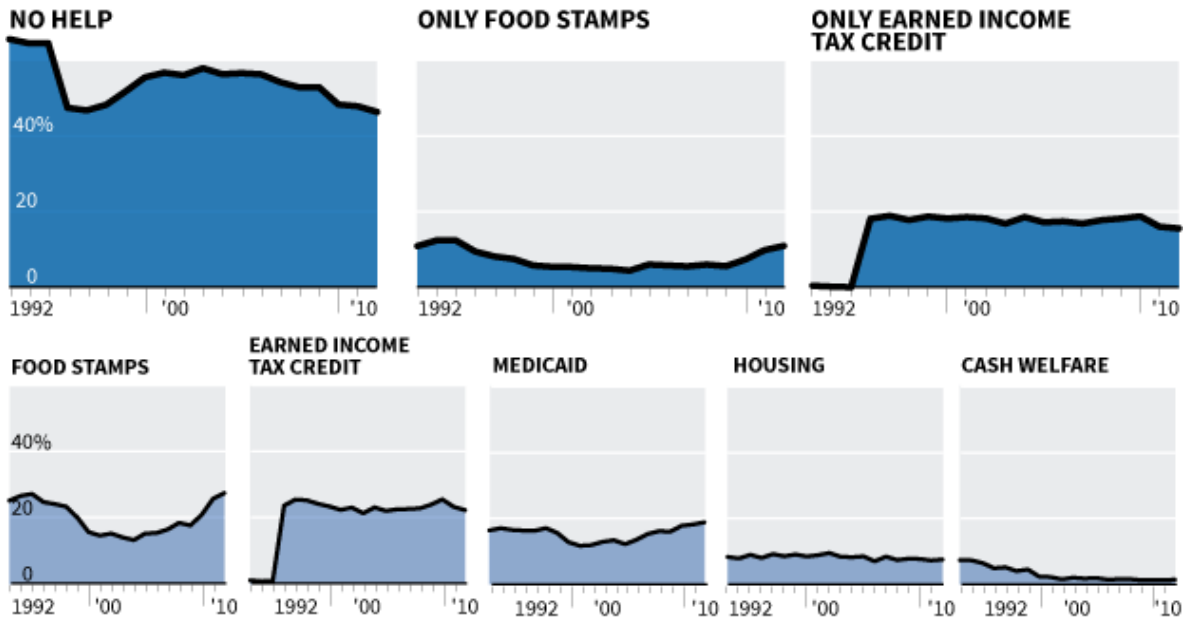 NO HELP
40%
20
0
1992 '00 '10
ONLY FOOD STAMPS
1992 '00 '10
ONLY EARNED INCOME
TAX CREDIT
1992 '00 '10
FOOD STAMPS
40%
20
0
1992 '00 '10
EARNED INCOME
TAX CREDIT
1992 '00 '10
MEDICAID
1992 '00 '10
HOUSING
1992 '00 '10
CASH WELFARE
1992 '00 '10